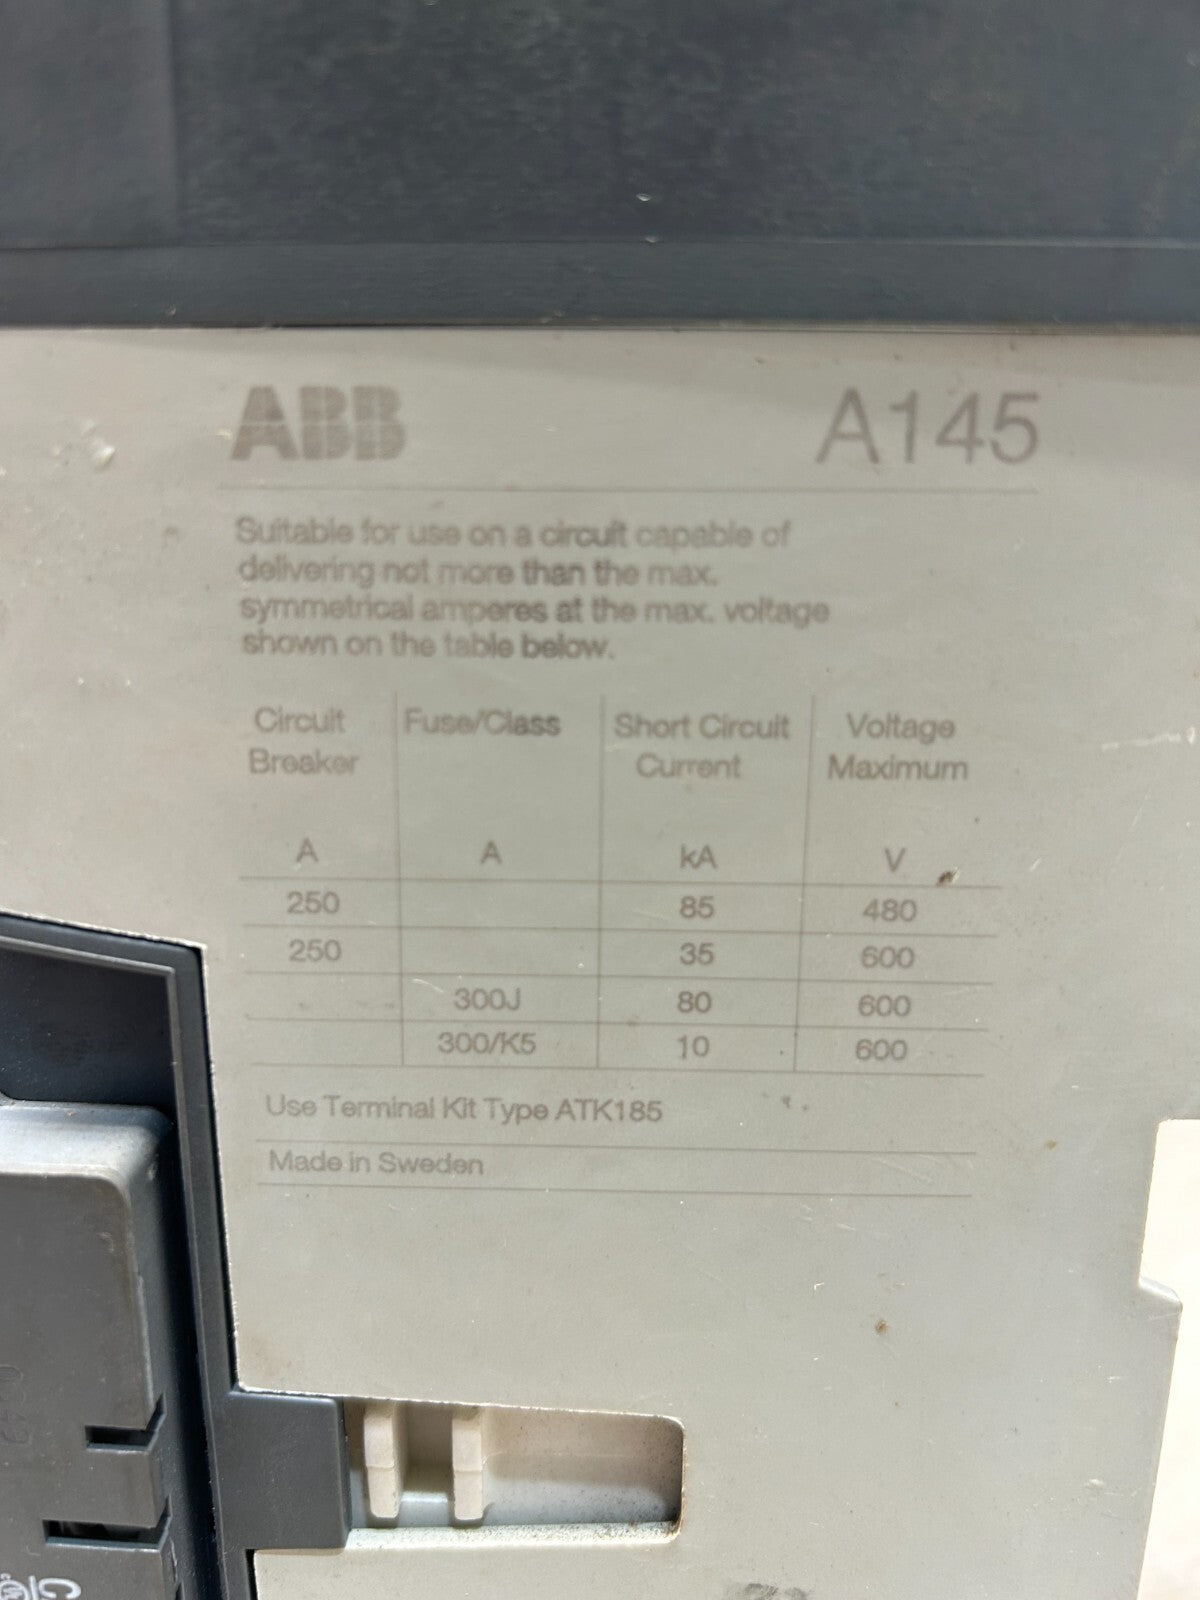 ABB A145
Suitable for use on a circuit capable of
delivering not more than the max.
symmetrical amperes at the max. voltage
shown on the table below.
Circuit Breaker Fuse/Class Short Circuit Current Voltage Maximum
A A kA V
250 85 480
250 35 600
300J 80 600
300/K5 10 600
Use Terminal Kit Type ATK185
Made in Sweden